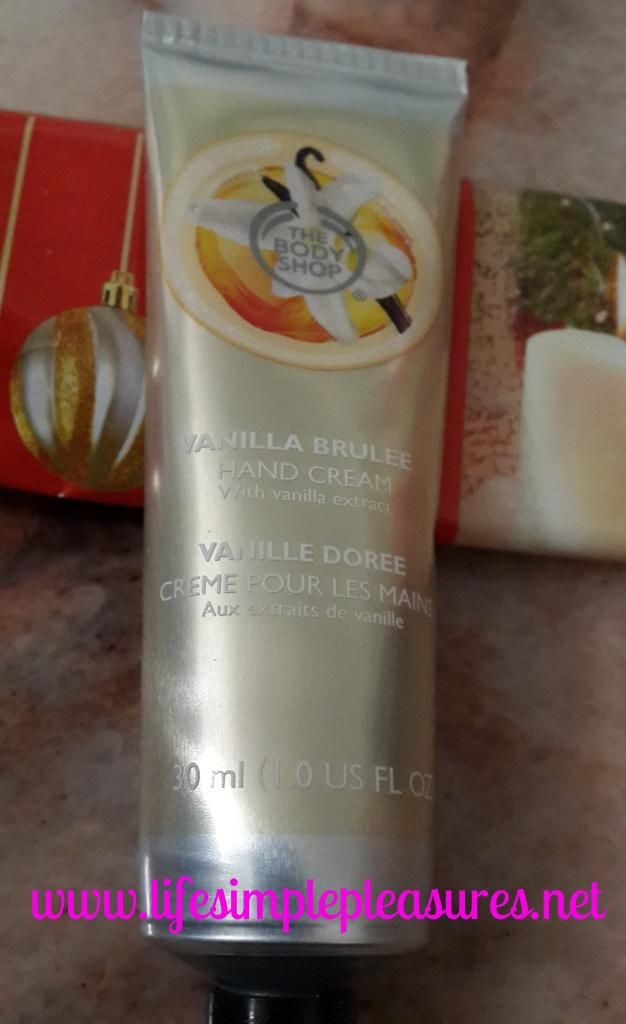 THE
BODY
SHOP
®
VANILLA BRULEE
HAND CREAM
With vanilla extract
VANILLE DOREE
CREME POUR LES MAINS
Aux extraits de vanille
30 ml (1.0 US FL OZ
www.lifesimplepleasures.net